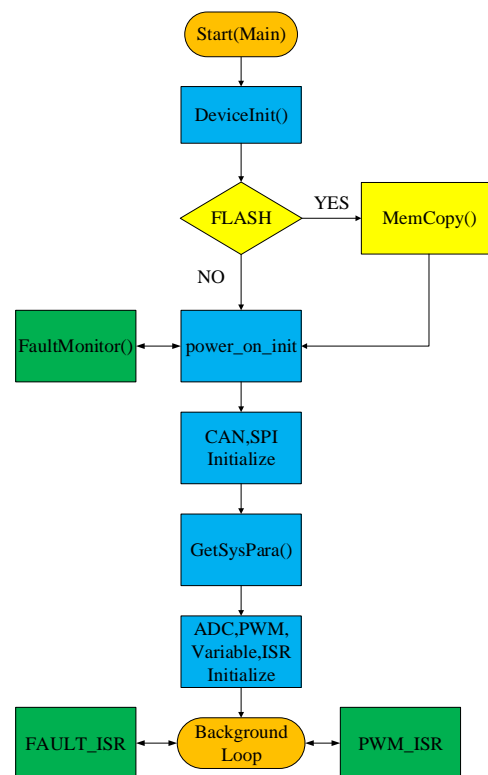 Start(Main)
DeviceInit()
FLASH
YES
MemCopy()
NO
FaultMonitor()
power_on_init
CAN,SPI
Initialize
GetSysPara()
ADC,PWM,
Variable,ISR
Initialize
FAULT_ISR
Background
Loop
PWM_ISR